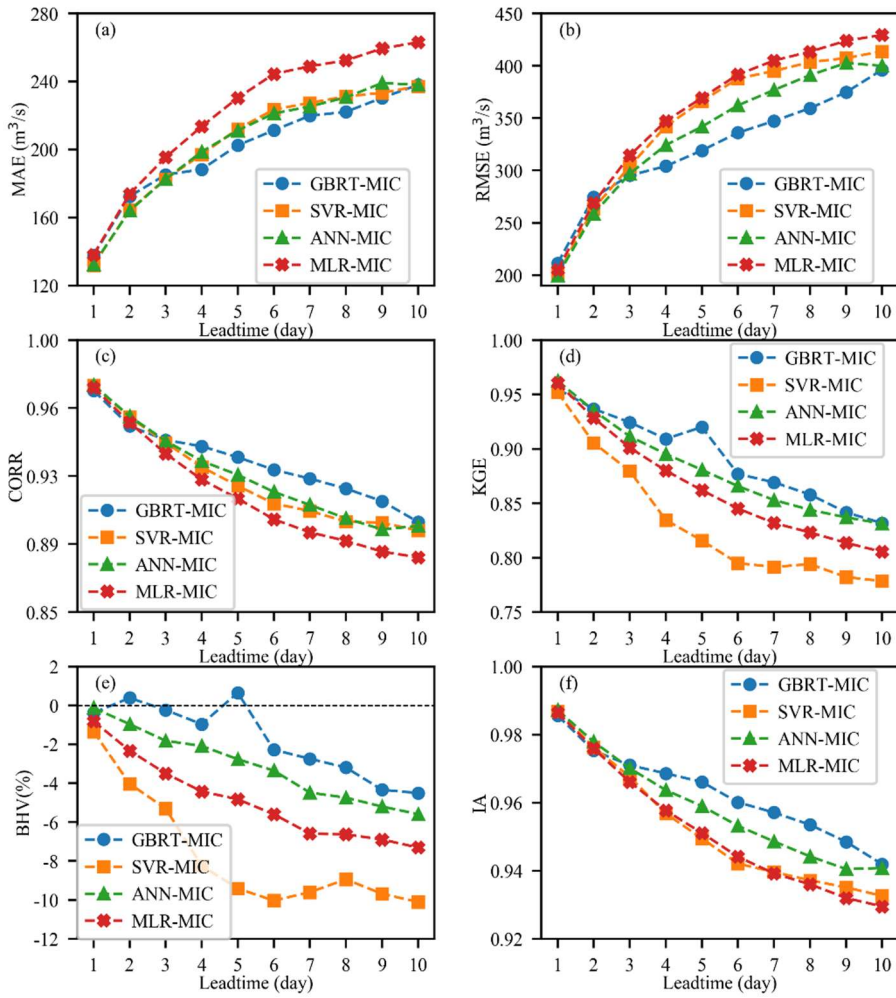 (a)
280
240
200
160
120
MAE (m³/s)
GBRT-MIC
SVR-MIC
ANN-MIC
MLR-MIC
1 2 3 4 5 6 7 8 9 10
Leadtime (day)
(b)
450
400
350
300
250
200
RMSE (m³/s)
GBRT-MIC
SVR-MIC
ANN-MIC
MLR-MIC
1 2 3 4 5 6 7 8 9 10
Leadtime (day)
(c)
1.00
0.96
0.93
0.89
0.85
CORR
GBRT-MIC
SVR-MIC
ANN-MIC
MLR-MIC
1 2 3 4 5 6 7 8 9 10
Leadtime (day)
(d)
1.00
0.95
0.90
0.85
0.80
0.75
KGE
GBRT-MIC
SVR-MIC
ANN-MIC
MLR-MIC
1 2 3 4 5 6 7 8 9 10
Leadtime (day)
(e)
2
0
-2
-4
-6
-8
-10
-12
BHV(%)
GBRT-MIC
SVR-MIC
ANN-MIC
MLR-MIC
1 2 3 4 5 6 7 8 9 10
Leadtime (day)
(f)
1.00
0.98
0.96
0.94
0.92
IA
GBRT-MIC
SVR-MIC
ANN-MIC
MLR-MIC
1 2 3 4 5 6 7 8 9 10
Leadtime (day)